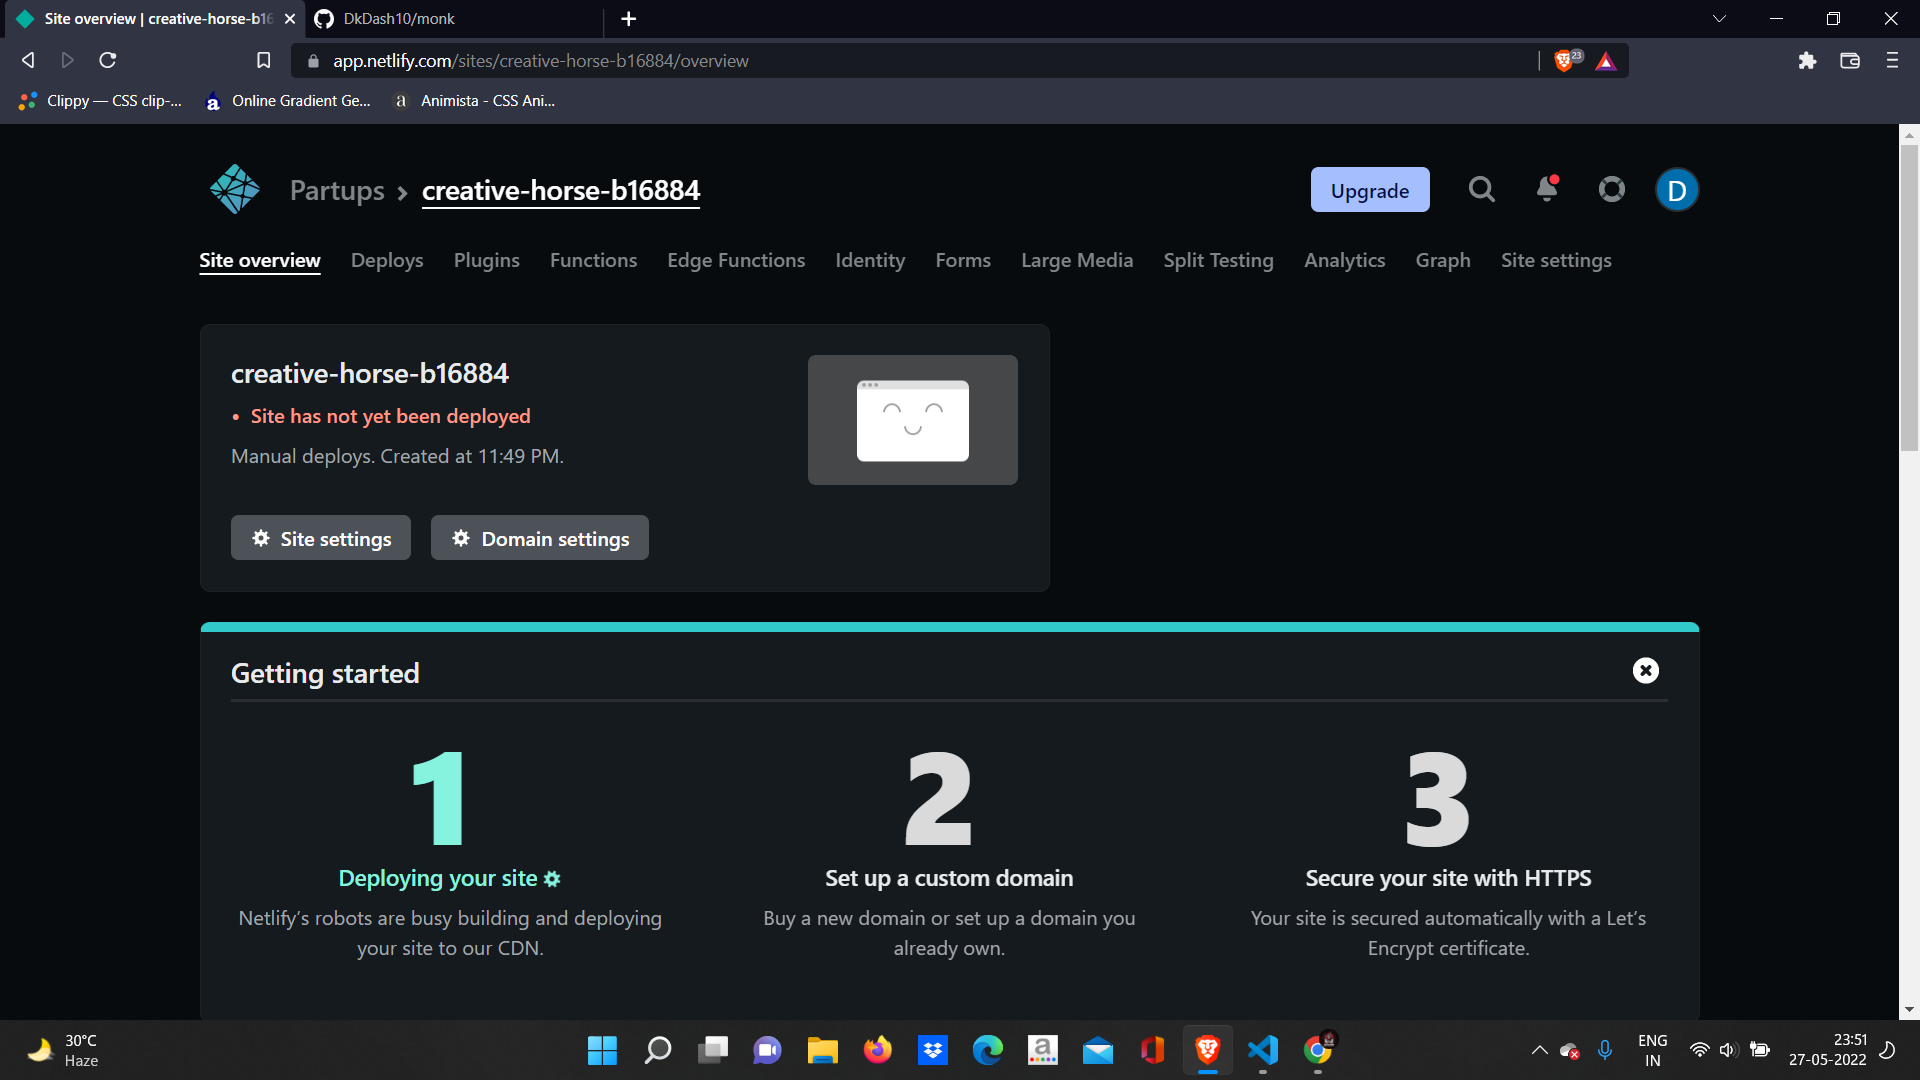 Site overview | creative-horse-b16
DkDash10/monk
app.netlify.com/sites/creative-horse-b16884/overview
23
Clippy — CSS clip-...
a
Online Gradient Ge...
a
Animista - CSS Ani...
Partups
creative-horse-b16884
Upgrade
D
Site overview
Deploys
Plugins
Functions
Edge Functions
Identity
Forms
Large Media
Split Testing
Analytics
Graph
Site settings
creative-horse-b16884
• Site has not yet been deployed
Manual deploys. Created at 11:49 PM.
Site settings
Domain settings
Getting started
1
Deploying your site
Netlify’s robots are busy building and deploying
your site to our CDN.
2
Set up a custom domain
Buy a new domain or set up a domain you
already own.
3
Secure your site with HTTPS
Your site is secured automatically with a Let’s
Encrypt certificate.
30°C
Haze
a
ENG
IN
23:51
27-05-2022